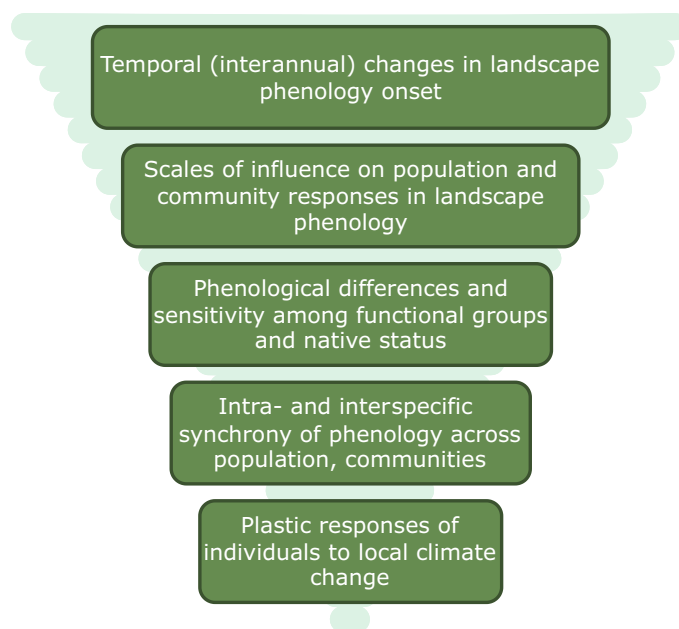 Temporal (interannual) changes in landscape
phenology onset
Scales of influence on population and
community responses in landscape
phenology
Phenological differences and
sensitivity among functional groups
and native status
Intra- and interspecific
synchrony of phenology across
population, communities
Plastic responses of
individuals to local climate
change